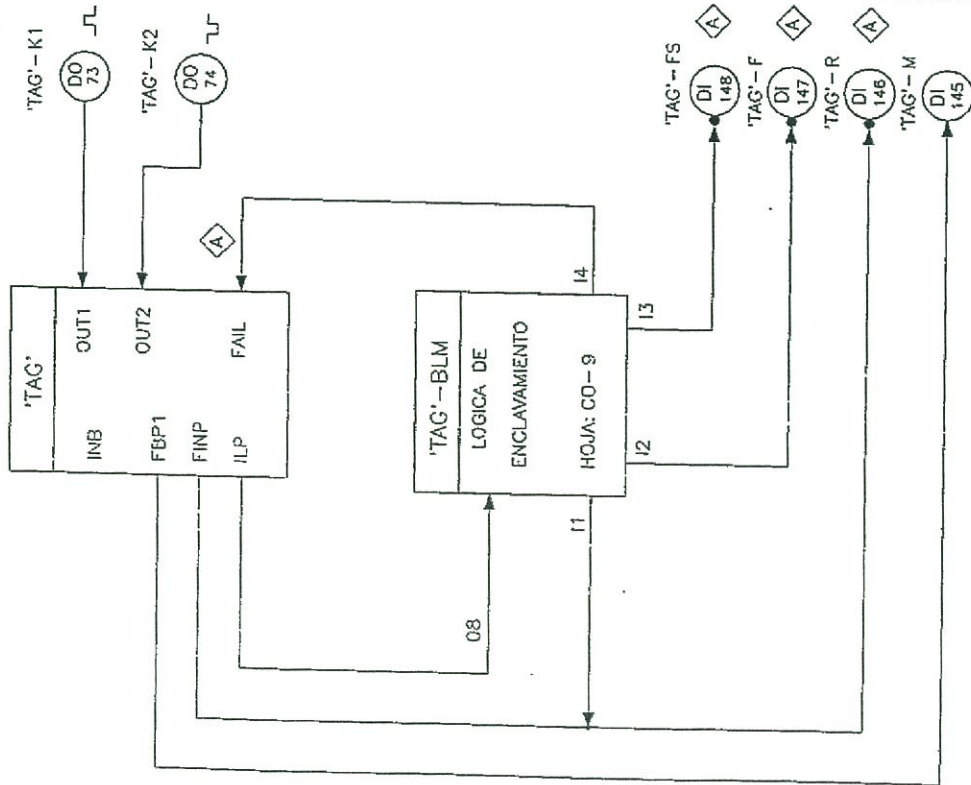 'TAG'-K1
DO
73
'TAG'-K2
DO
74
A
'TAG'
INB
OUT1
FBP1
OUT2
FINP
ILP
FAIL
A
'TAG'-BLM
LOGICA DE
ENCLAVAMIENTO
HOJA: CO-9
08
I1
I2
I3
I4
'TAG'-FS
DI
148
A
'TAG'-F
DI
147
A
'TAG'-R
DI
146
'TAG'-M
DI
145